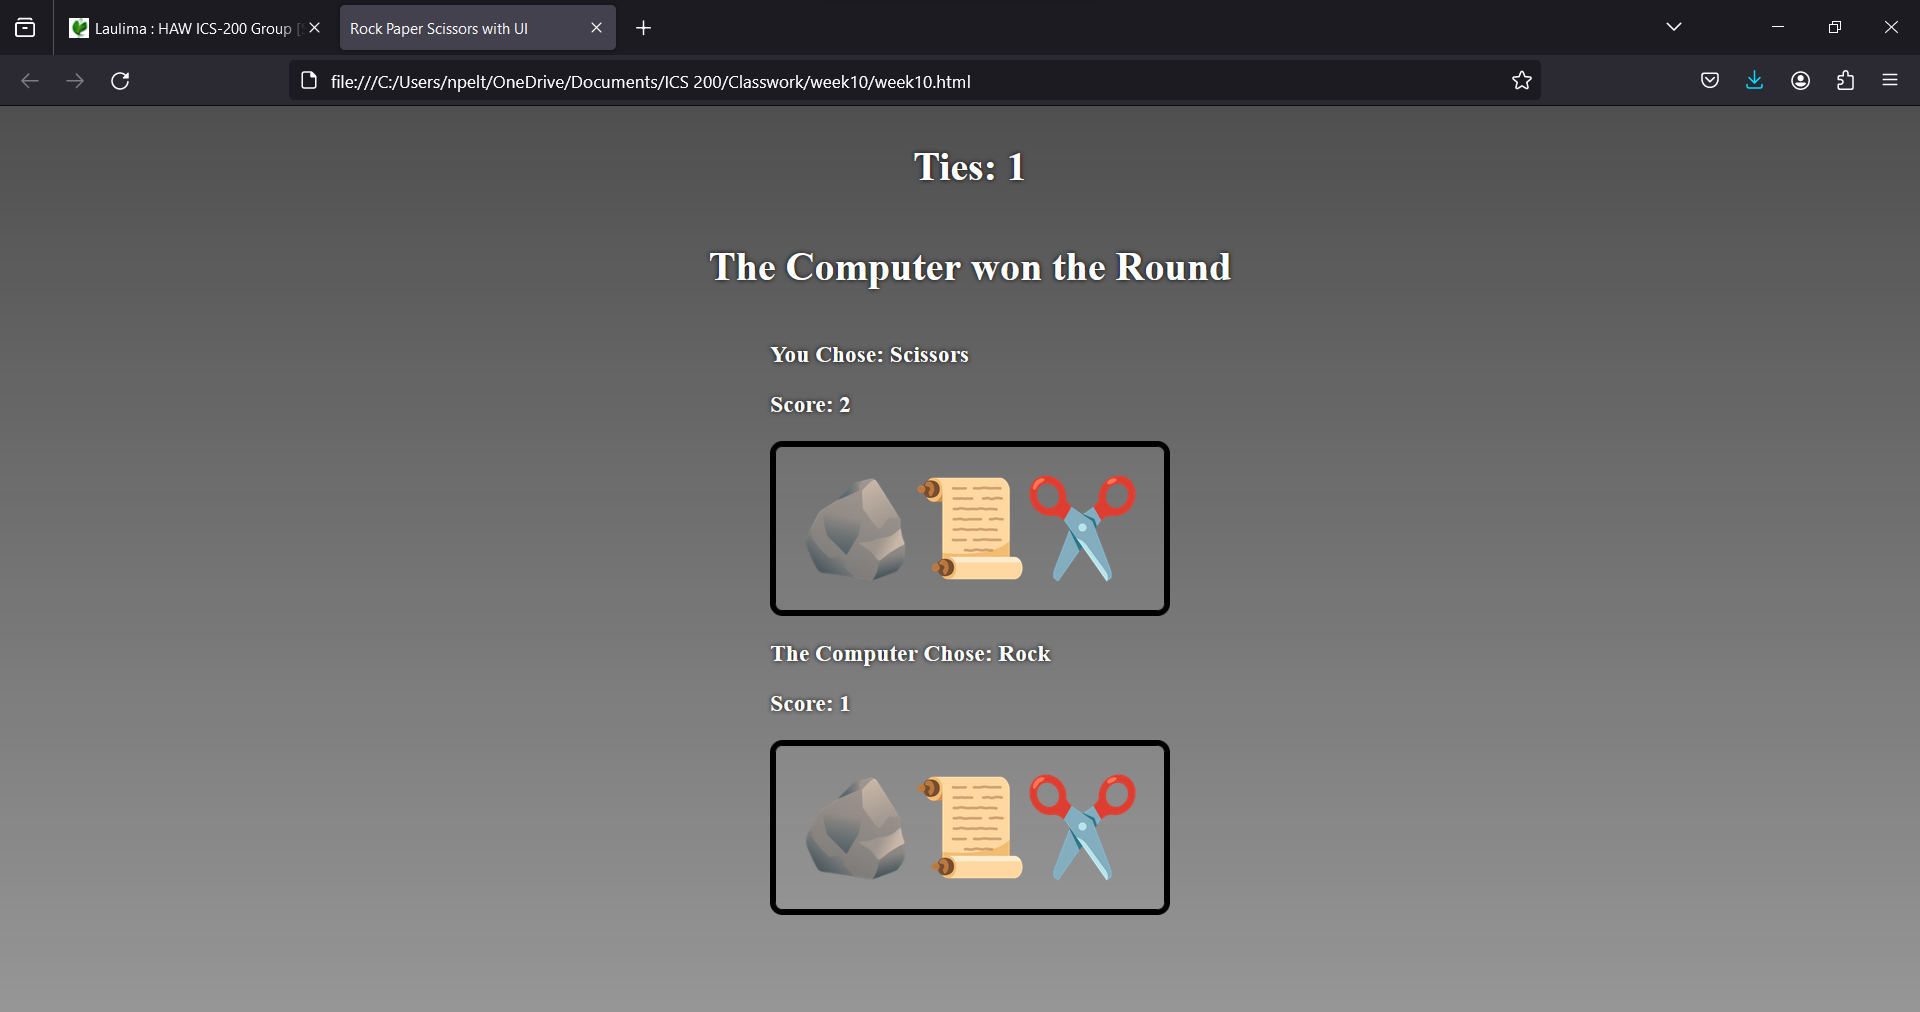 Laulima : HAW ICS-200 Group
Rock Paper Scissors with UI
file:///C:/Users/npelt/OneDrive/Documents/ICS 200/Classwork/week10/week10.html
Ties: 1
The Computer won the Round
You Chose: Scissors
Score: 2
The Computer Chose: Rock
Score: 1